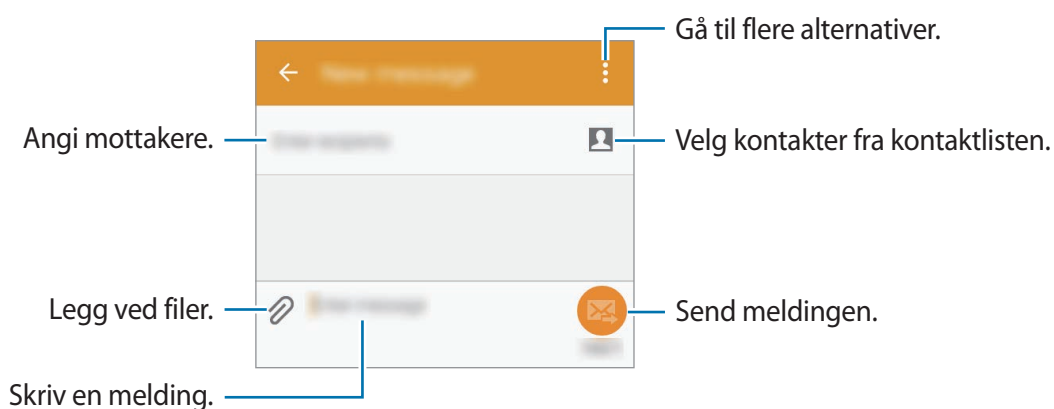 Gå til flere alternativer.
Angi mottakere.
Velg kontakter fra kontaktlisten.
Legg ved filer.
Send meldingen.
Skriv en melding.